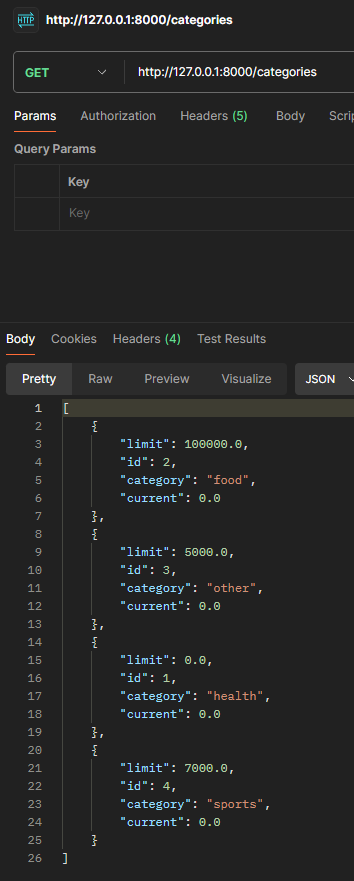 HTTP http://127.0.0.1:8000/categories
GET http://127.0.0.1:8000/categories
Params Authorization Headers (5) Body Scrip
Query Params
Key
Key
Body Cookies Headers (4) Test Results
Pretty Raw Preview Visualize JSON
1 [
2 {
3 "limit": 100000.0,
4 "id": 2,
5 "category": "food",
6 "current": 0.0
7 },
8 {
9 "limit": 5000.0,
10 "id": 3,
11 "category": "other",
12 "current": 0.0
13 },
14 {
15 "limit": 0.0,
16 "id": 1,
17 "category": "health",
18 "current": 0.0
19 },
20 {
21 "limit": 7000.0,
22 "id": 4,
23 "category": "sports",
24 "current": 0.0
25 }
26 ]